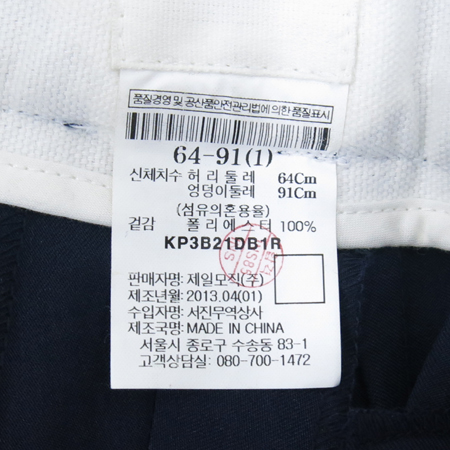 품질경영 및 공산품안전관리법에 의한 품질표시
64-91(1)
신체치수 허리둘레 64Cm
엉덩이둘레 91Cm
(섬유의혼용율)
겉감 폴리에스터 100%
KP3B21DB1R
판매자명: 제일모직(주)
제조년월: 2013.04(01)
수입자명: 서진무역상사
제조국명: MADE IN CHINA
서울시 종로구 수송동 83-1
고객상담실: 080-700-1472